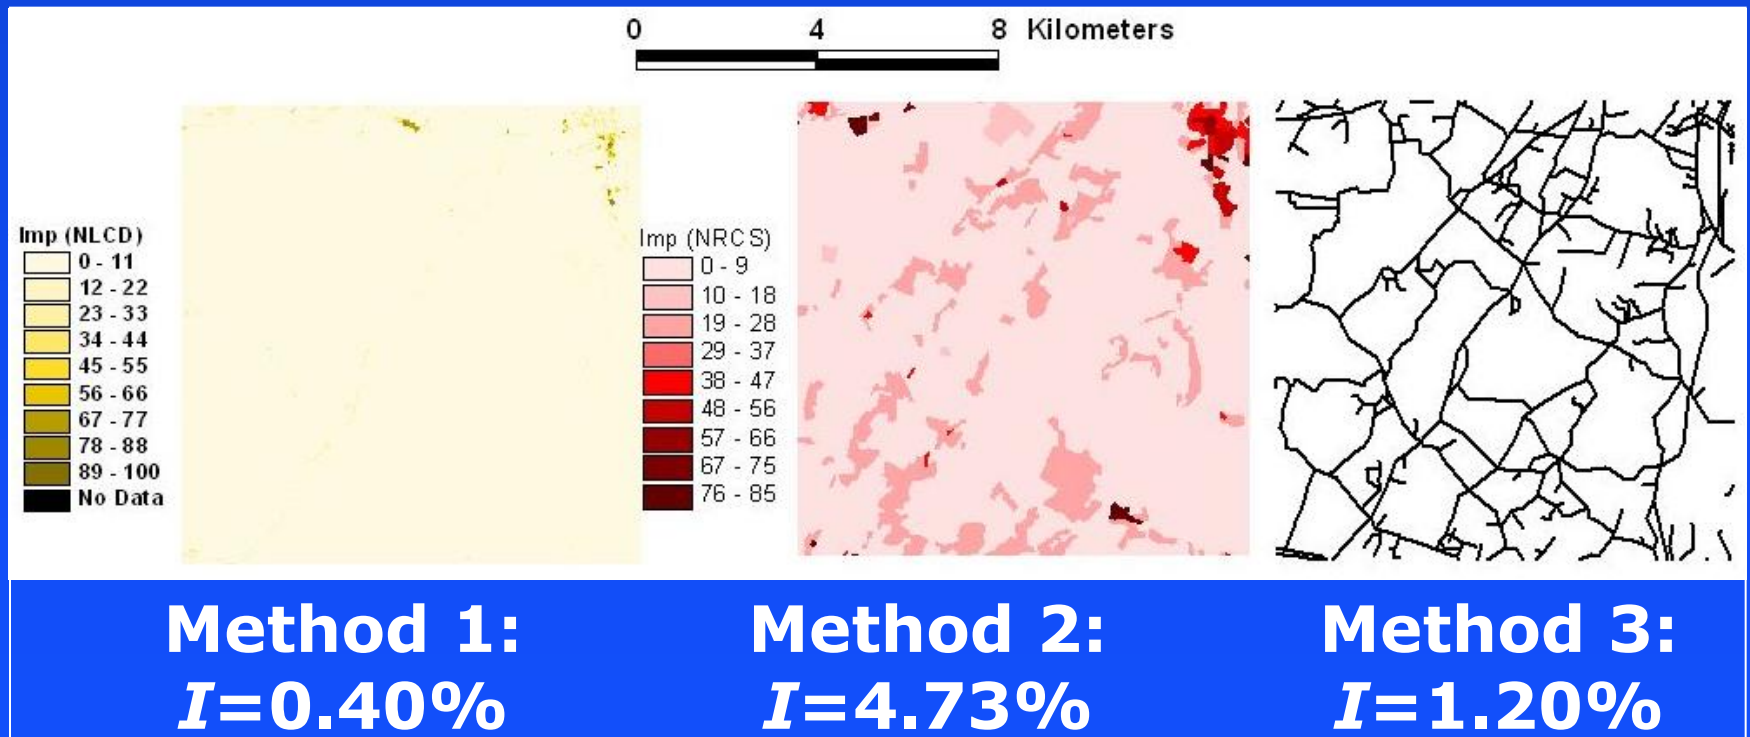 0 4 8 Kilometers
Imp (NLCD)
0 - 11
12 - 22
23 - 33
34 - 44
45 - 55
56 - 66
67 - 77
78 - 88
89 - 100
No Data
Imp (NRCS)
0 - 9
10 - 18
19 - 28
29 - 37
38 - 47
48 - 56
57 - 66
67 - 75
76 - 85
Method 1:
I=0.40%
Method 2:
I=4.73%
Method 3:
I=1.20%